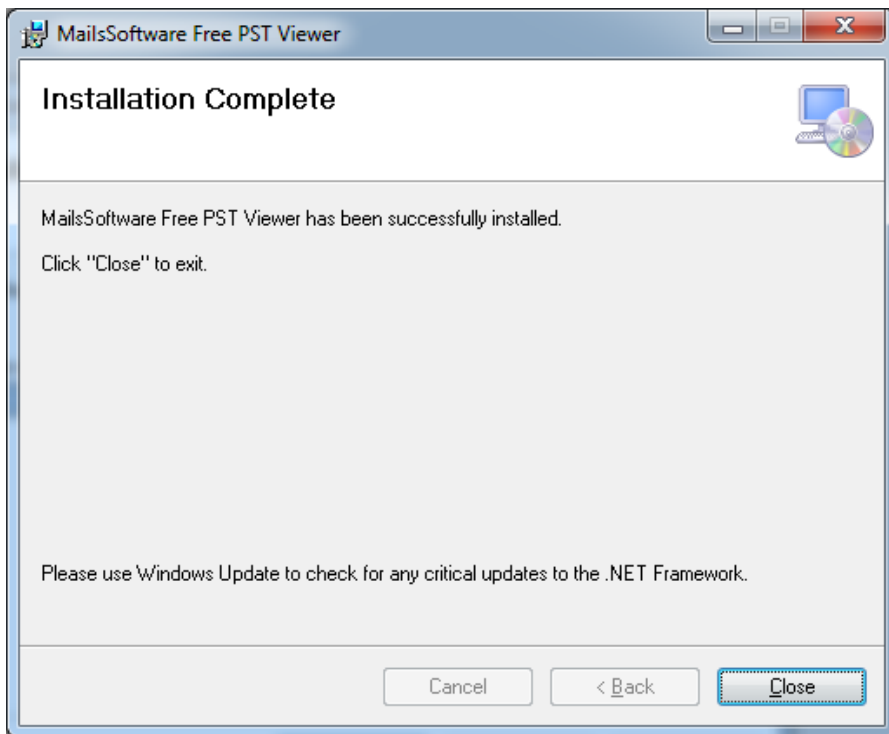 MailsSoftware Free PST Viewer
Installation Complete
MailsSoftware Free PST Viewer has been successfully installed.
Click "Close" to exit.
Please use Windows Update to check for any critical updates to the .NET Framework.
Cancel
< Back
Close